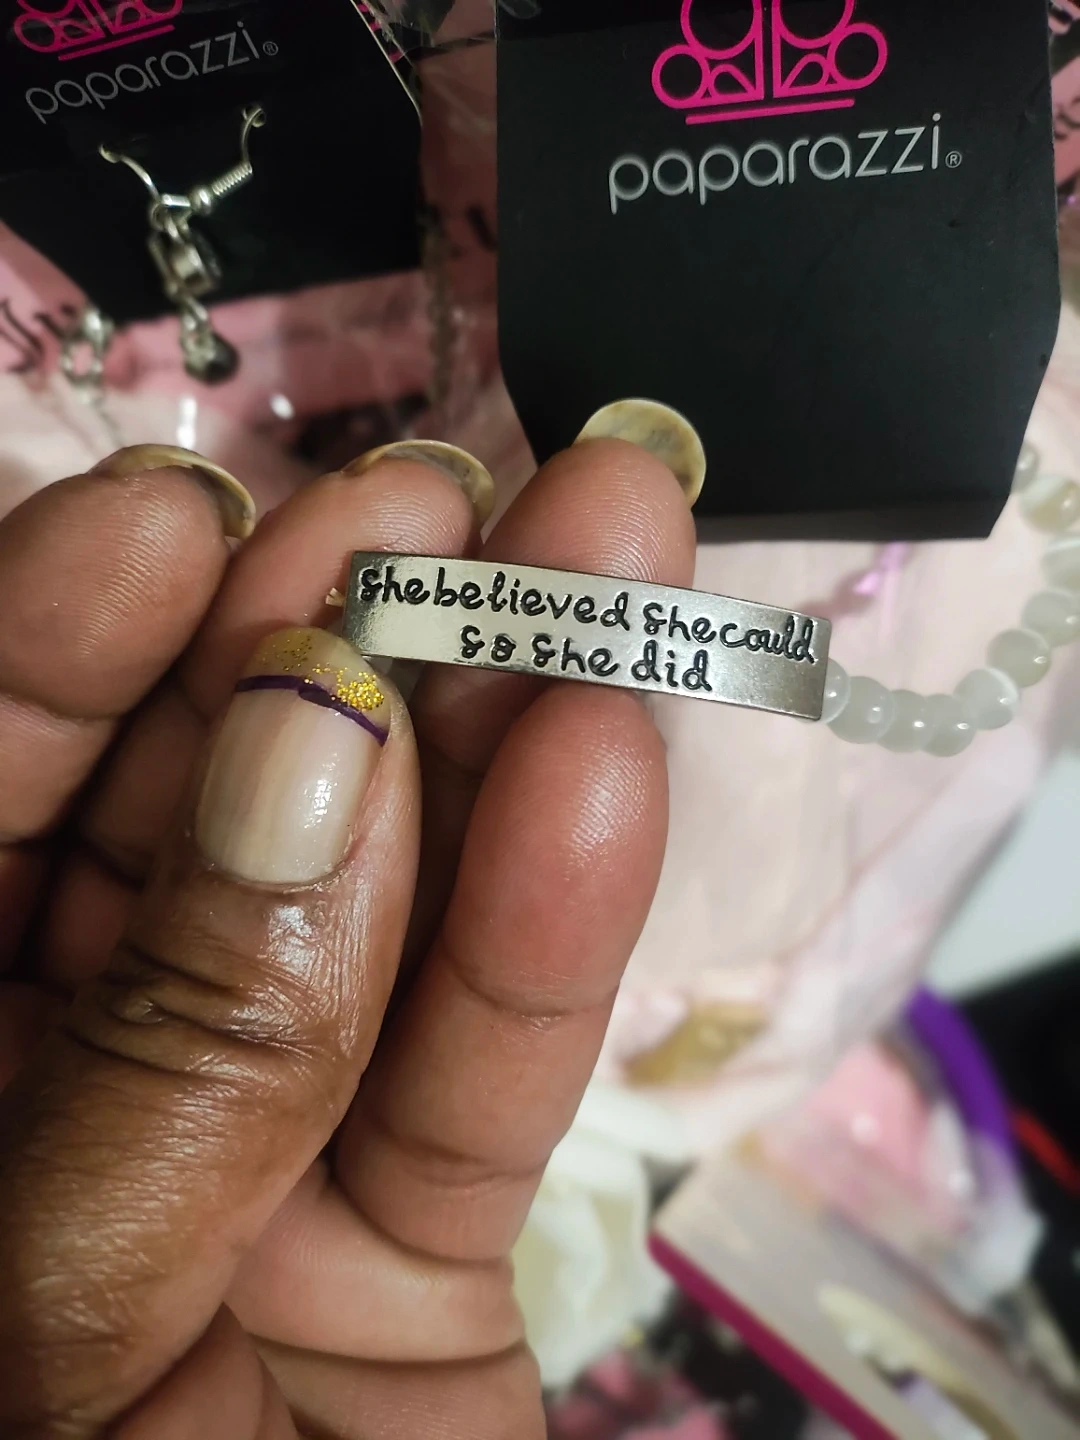 paparazzi®
paparazzi®
She believed She could
So She did